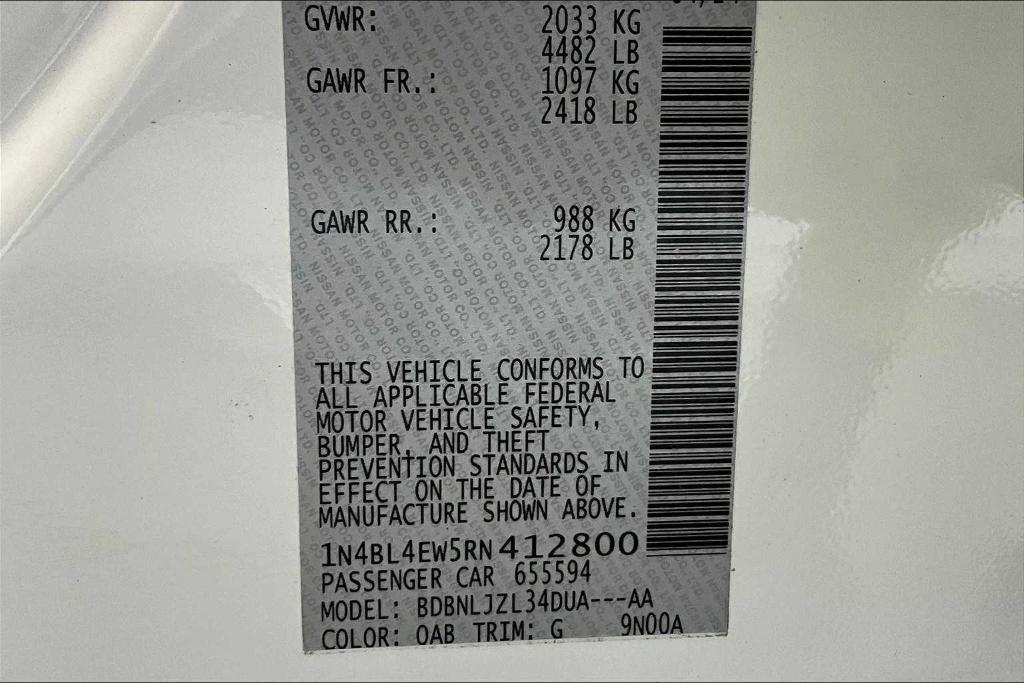 GVWR: 2033 KG
4482 LB
GAWR FR.: 1097 KG
2418 LB
GAWR RR.: 988 KG
2178 LB
THIS VEHICLE CONFORMS TO
ALL APPLICABLE FEDERAL
MOTOR VEHICLE SAFETY,
BUMPER, AND THEFT
PREVENTION STANDARDS IN
EFFECT ON THE DATE OF
MANUFACTURE SHOWN ABOVE.
1N4BL4EW5RN412800
PASSENGER CAR 655594
MODEL: BDBNLJZL34DUA---AA
COLOR: QAB TRIM: G 9N00A